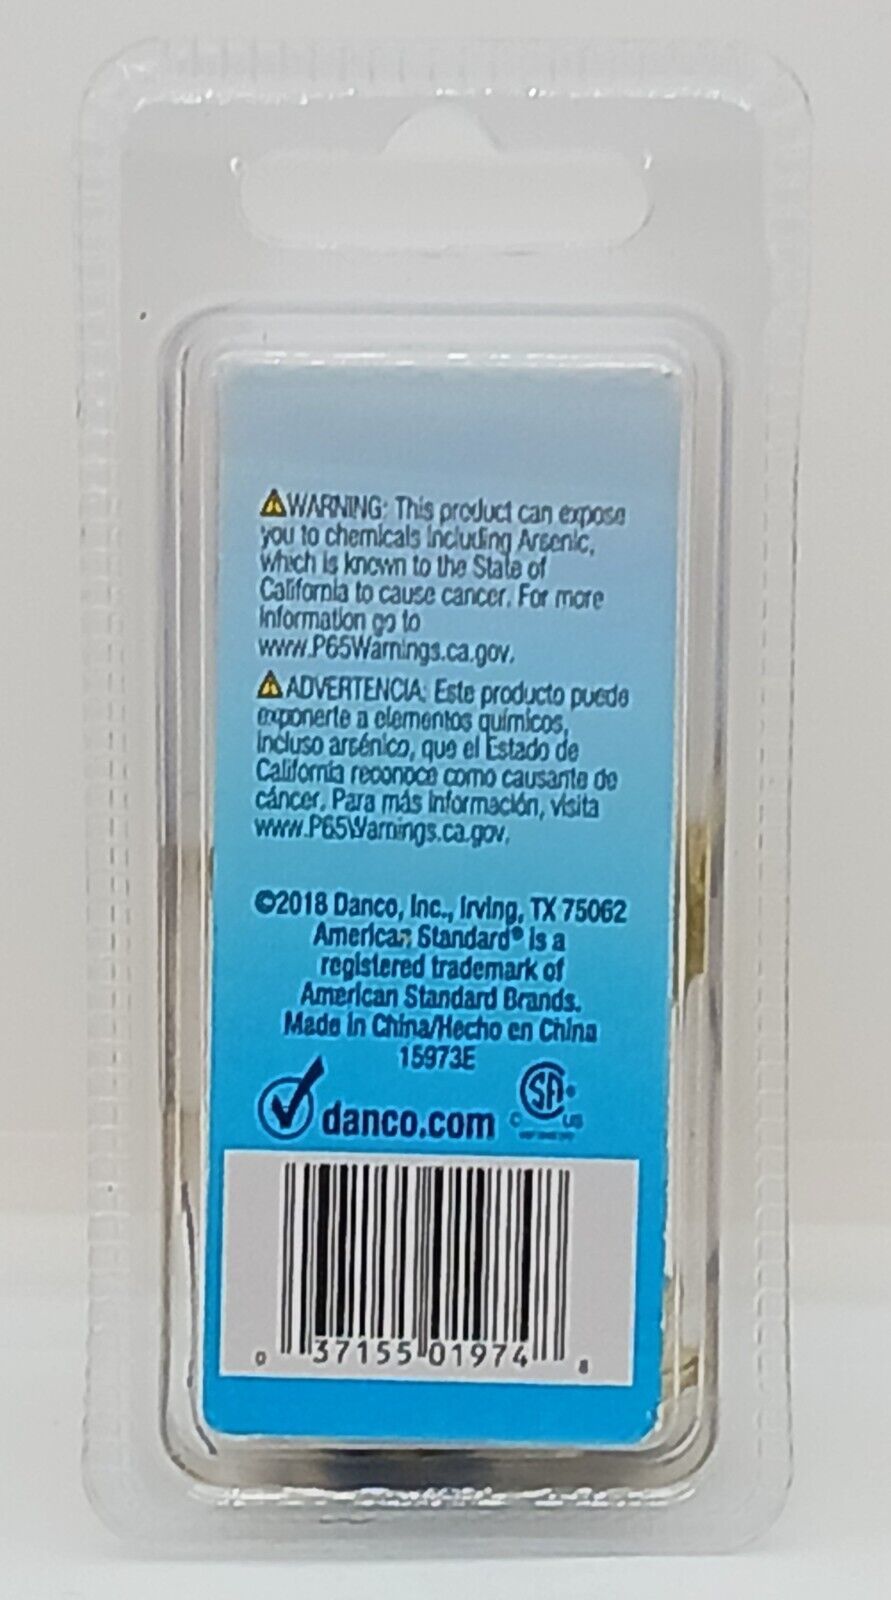 ⚠WARNING: This product can expose
you to chemicals including Arsenic,
which is known to the State of
California to cause cancer. For more
information go to
www.P65Warnings.ca.gov.
⚠ADVERTENCIA: Este producto puede
exponerte a elementos químicos,
incluso arsénico, que el Estado de
California reconoce como causante de
cáncer. Para más información, visita
www.P65Warnings.ca.gov.
©2018 Danco, Inc., Irving, TX 75062
American Standard® is a
registered trademark of
American Standard Brands.
Made in China/Hecho en China
15973E
danco.com
C SA® US
0 37155 01974 8